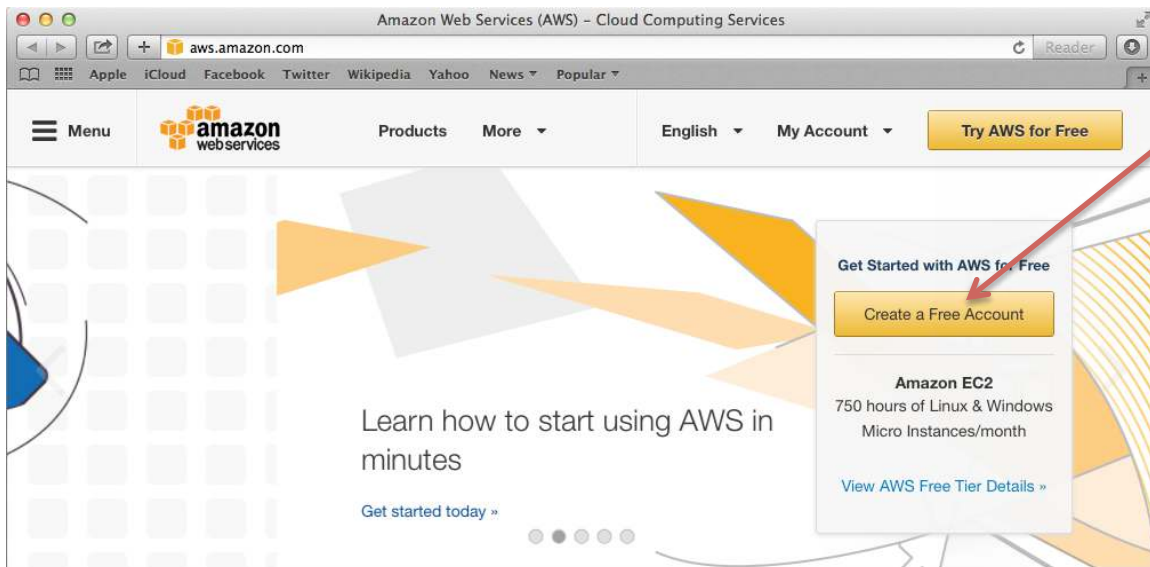 Amazon Web Services (AWS) – Cloud Computing Services
aws.amazon.com
Reader
Apple iCloud Facebook Twitter Wikipedia Yahoo News Popular
Menu
amazon
webservices
Products
More
English
My Account
Try AWS for Free
Get Started with AWS for Free
Create a Free Account
Amazon EC2
750 hours of Linux & Windows
Micro Instances/month
View AWS Free Tier Details »
Learn how to start using AWS in
minutes
Get started today »